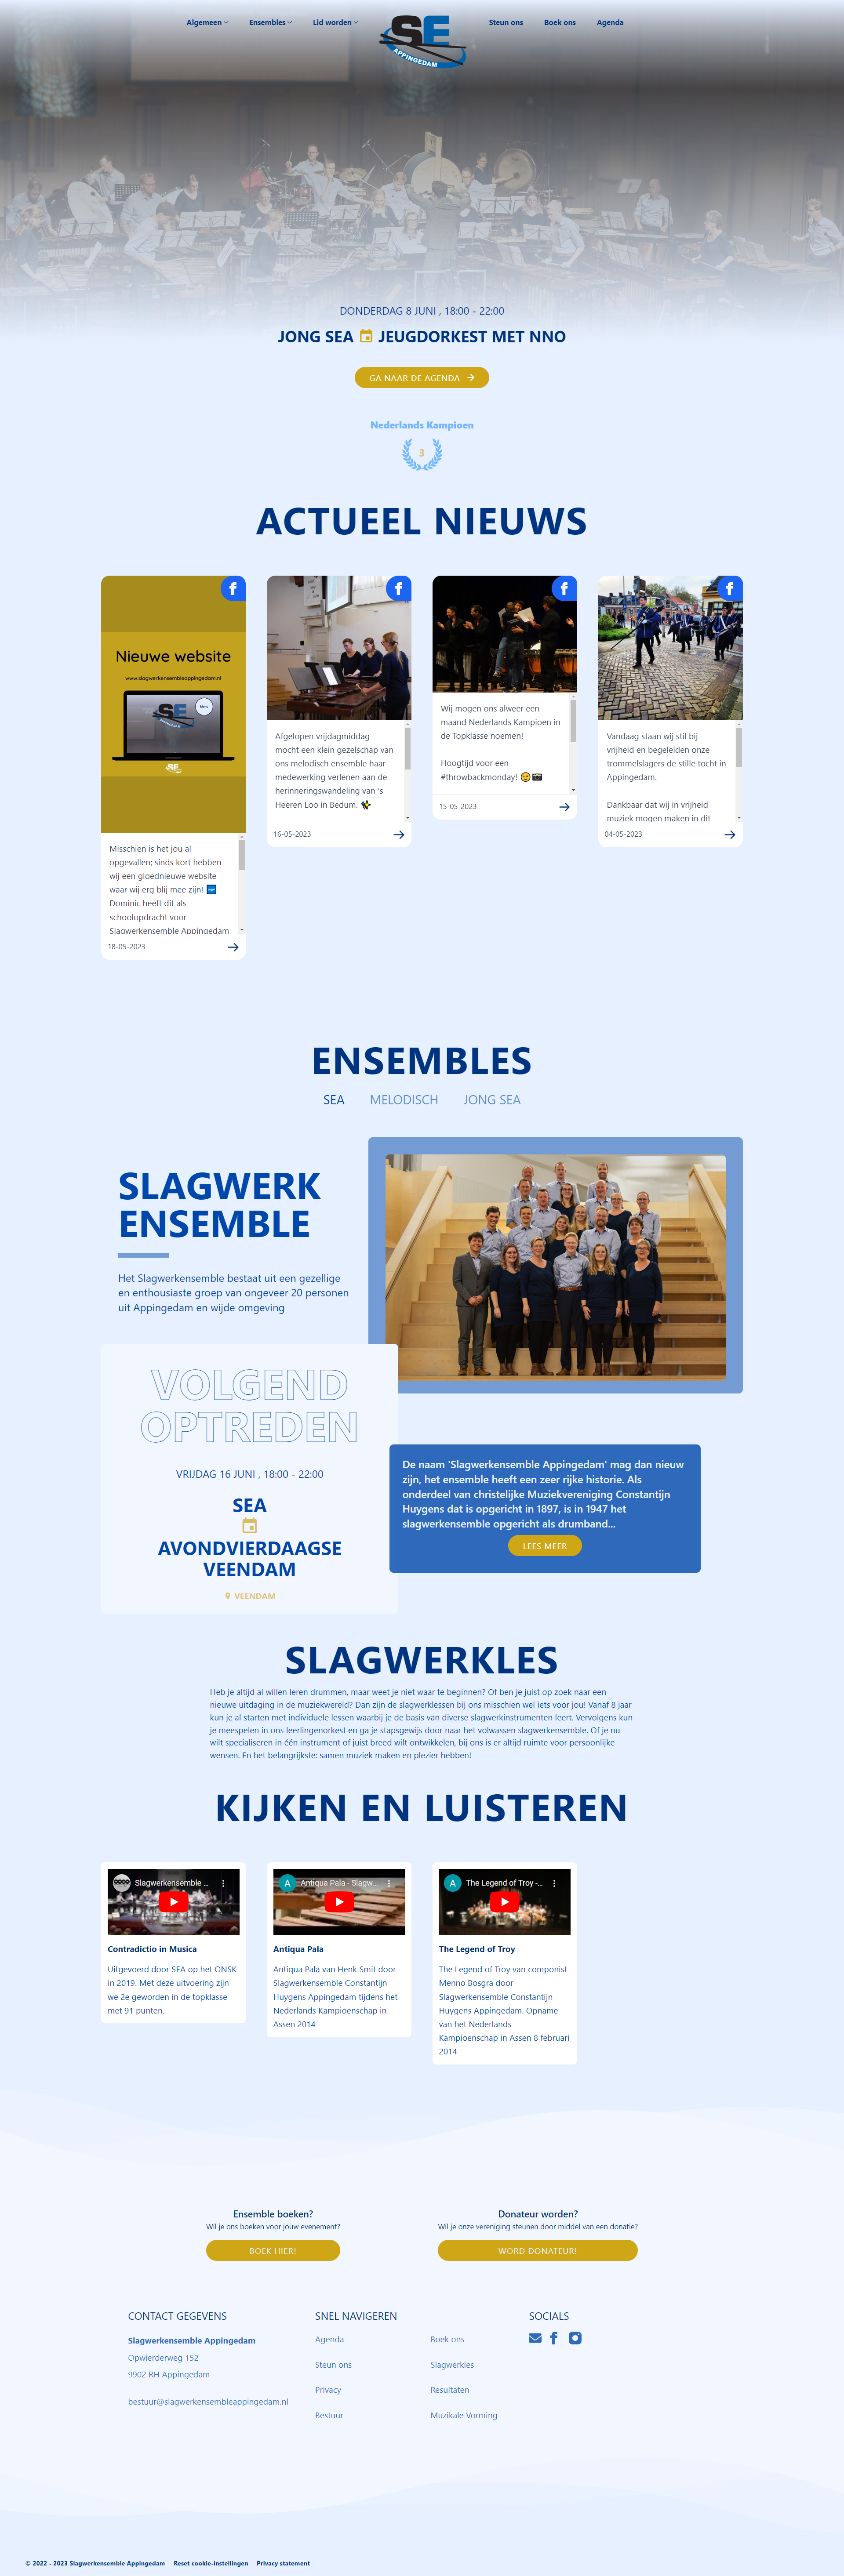 Algemeen Ensembles Lid worden
SE
APPINGEDAM
Steun ons Boek ons Agenda
DONDERDAG 8 JUNI , 18:00 - 22:00
JONG SEA JEUGDORKEST MET NNO
GA NAAR DE AGENDA
Nederlands Kampioen
3
ACTUEEL NIEUWS
Nieuwe website
www.slagwerkensembleappingedam.nl
SE
Menu
Misschien is het jou al
opgevallen; sinds kort hebben
wij een gloednieuwe website
waar wij erg blij mee zijn!
Dominic heeft dit als
schoolopdracht voor
Slagwerkensemble Appingedam
18-05-2023
Afgelopen vrijdagmiddag
mocht een klein gezelschap van
ons melodisch ensemble haar
medewerking verlenen aan de
herinneringswandeling van 's
Heeren Loo in Bedum.
16-05-2023
Wij mogen ons alweer een
maand Nederlands Kampioen in
de Topklasse noemen!
Hoogtijd voor een
#throwbackmonday!
15-05-2023
Vandaag staan wij stil bij
vrijheid en begeleiden onze
trommelslagers de stille tocht in
Appingedam.
Dankbaar dat wij in vrijheid
muziek mogen maken in dit
04-05-2023
ENSEMBLES
SEA MELODISCH JONG SEA
SLAGWERK
ENSEMBLE
Het Slagwerkensemble bestaat uit een gezellige
en enthousiaste groep van ongeveer 20 personen
uit Appingedam en wijde omgeving
VOLGEND
OPTREDEN
VRIJDAG 16 JUNI , 18:00 - 22:00
SEA
AVONDVIERDAAGSE
VEENDAM
VEENDAM
De naam 'Slagwerkensemble Appingedam' mag dan nieuw
zijn, het ensemble heeft een zeer rijke historie. Als
onderdeel van christelijke Muziekvereniging Constantijn
Huygens dat is opgericht in 1897, is in 1947 het
slagwerkensemble opgericht als drumband...
LEES MEER
SLAGWERKLES
Heb je altijd al willen leren drummen, maar weet je niet waar te beginnen? Of ben je juist op zoek naar een
nieuwe uitdaging in de muziekwereld? Dan zijn de slagwerklessen bij ons misschien wel iets voor jou! Vanaf 8 jaar
kun je al starten met individuele lessen waarbij je de basis van diverse slagwerkinstrumenten leert. Vervolgens kun
je meespelen in ons leerlingenorkest en ga je stapsgewijs door naar het volwassen slagwerkensemble. Of je nu
wilt specialiseren in één instrument of juist breed wilt ontwikkelen, bij ons is er altijd ruimte voor persoonlijke
wensen. En het belangrijkste: samen muziek maken en plezier hebben!
KIJKEN EN LUISTEREN
Slagwerkensemble ...
Contradictio in Musica
Uitgevoerd door SEA op het ONSK
in 2019. Met deze uitvoering zijn
we 2e geworden in de topklasse
met 91 punten.
A Antiqua Pala - Slagw...
Antiqua Pala
Antiqua Pala van Henk Smit door
Slagwerkensemble Constantijn
Huygens Appingedam tijdens het
Nederlands Kampioenschap in
Assen 2014
A The Legend of Troy -...
The Legend of Troy
The Legend of Troy van componist
Menno Bosgra door
Slagwerkensemble Constantijn
Huygens Appingedam. Opname
van het Nederlands
Kampioenschap in Assen 8 februari
2014
Ensemble boeken?
Wil je ons boeken voor jouw evenement?
BOEK HIER!
Donateur worden?
Wil je onze vereniging steunen door middel van een donatie?
WORD DONATEUR!
CONTACT GEGEVENS
Slagwerkensemble Appingedam
Opwierderweg 152
9902 RH Appingedam
bestuur@slagwerkensembleappingedam.nl
SNEL NAVIGEREN
Agenda
Steun ons
Privacy
Bestuur
Boek ons
Slagwerkles
Resultaten
Muzikale Vorming
SOCIALS
© 2022 - 2023 Slagwerkensemble Appingedam Reset cookie-instellingen Privacy statement